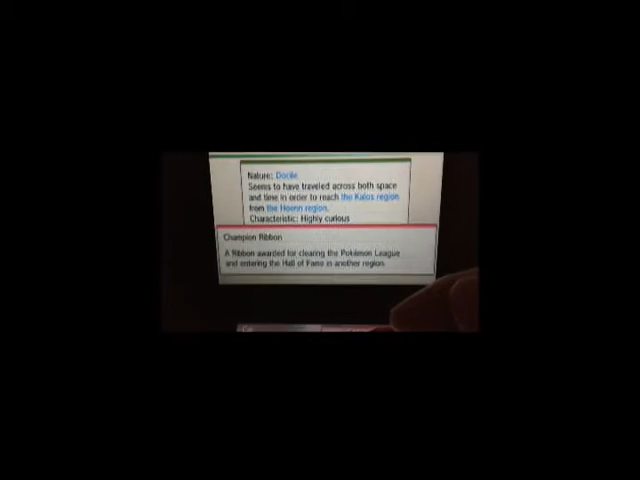 Nature: Docile
Seems to have traveled across both space
and time in order to reach the Kalos region
from the Hoenn region.
Characteristic: Highly curious
Champion Ribbon
A Ribbon awarded for clearing the Pokémon League
and entering the Hall of Fame in another region.